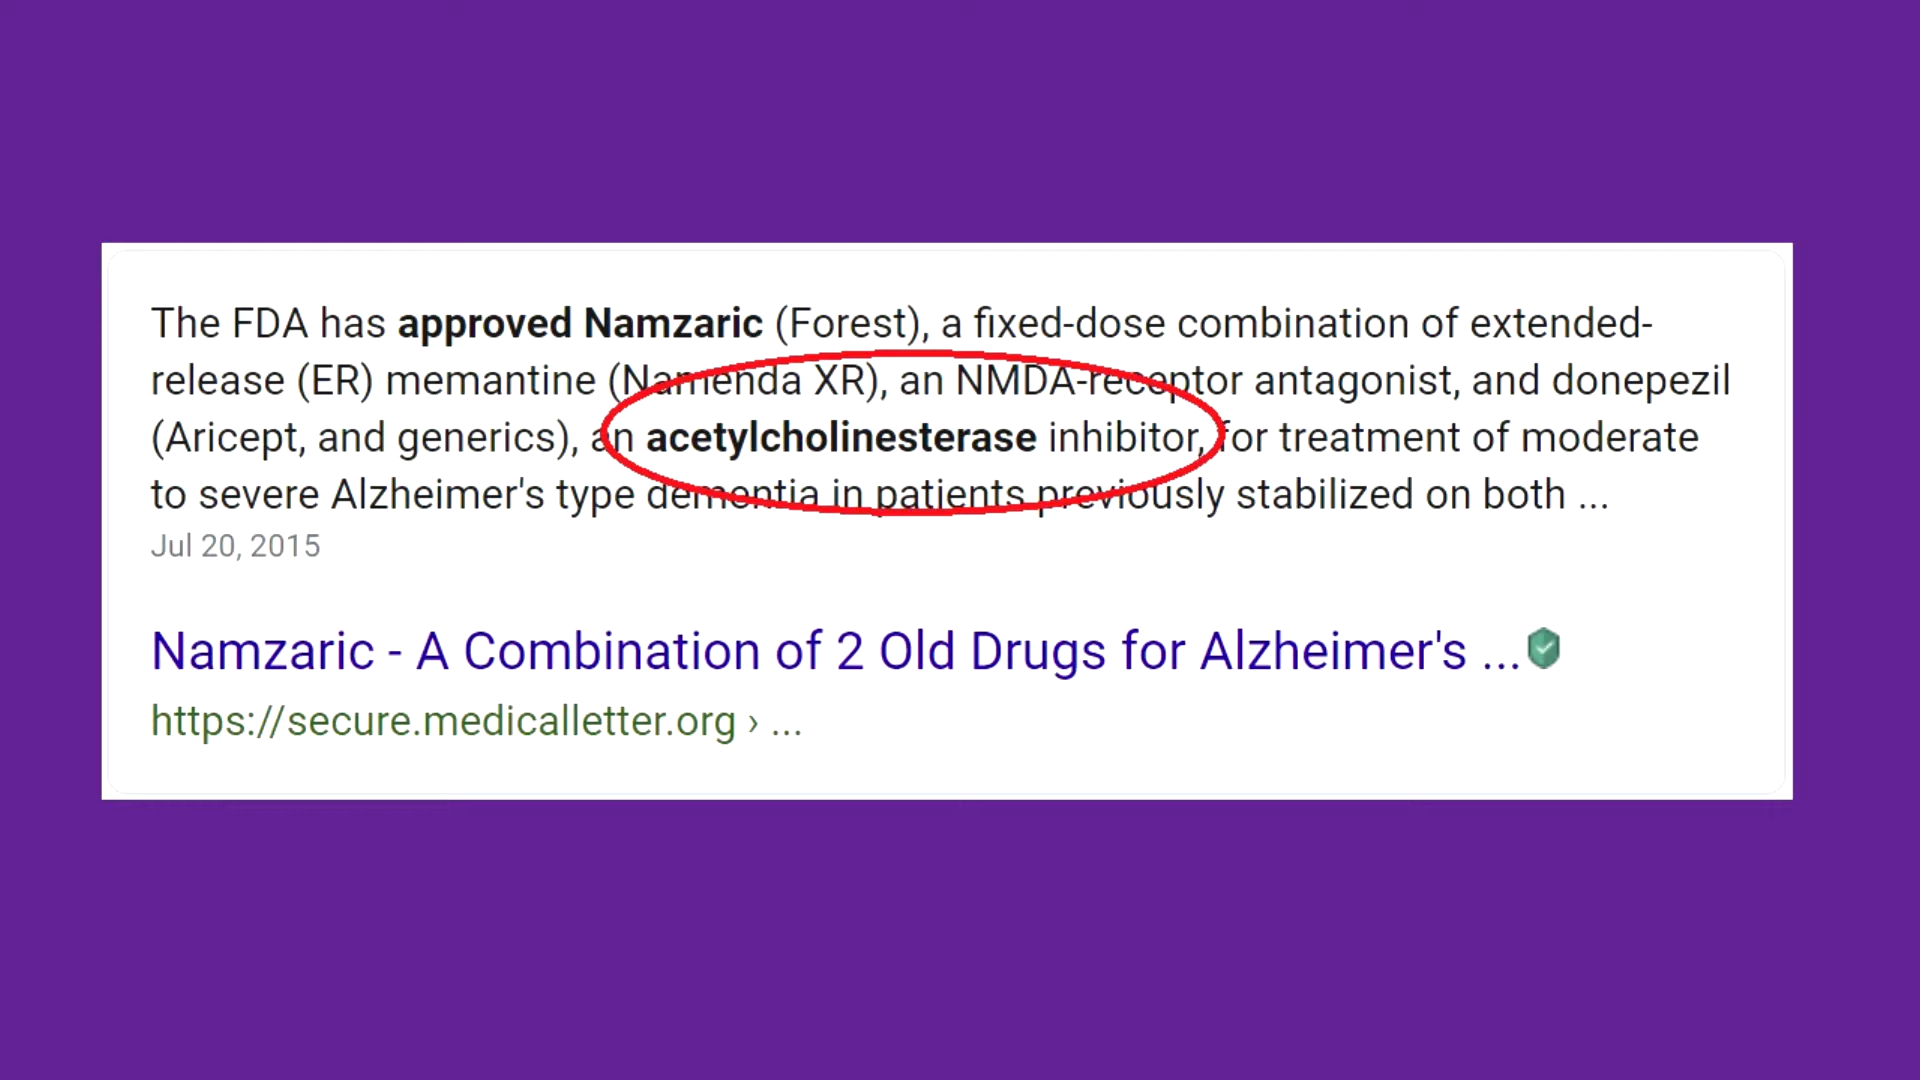 The FDA has approved Namzaric (Forest), a fixed-dose combination of extended-
release (ER) memantine (Namenda XR), an NMDA-receptor antagonist, and donepezil
(Aricept, and generics), an acetylcholinesterase inhibitor, for treatment of moderate
to severe Alzheimer's type dementia in patients previously stabilized on both ...
Jul 20, 2015
Namzaric - A Combination of 2 Old Drugs for Alzheimer's ...
https://secure.medicalletter.org › ...